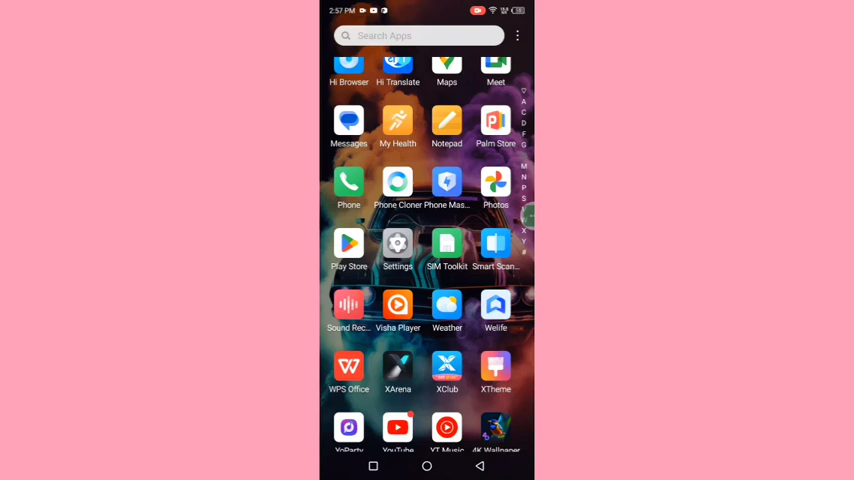 2:57 PM
Search Apps
Hi Browser Hi Translate Maps Meet
Messages My Health Notepad Palm Store
Phone Phone Cloner Phone Mas... Photos
Play Store Settings SIM Toolkit Smart Scan...
Sound Rec... Visha Player Weather Welife
WPS Office XArena XClub XTheme
YoParty YouTube YT Music 4K Wallpaper
A
C
D
F
G
M
N
P
S
X
Y
#